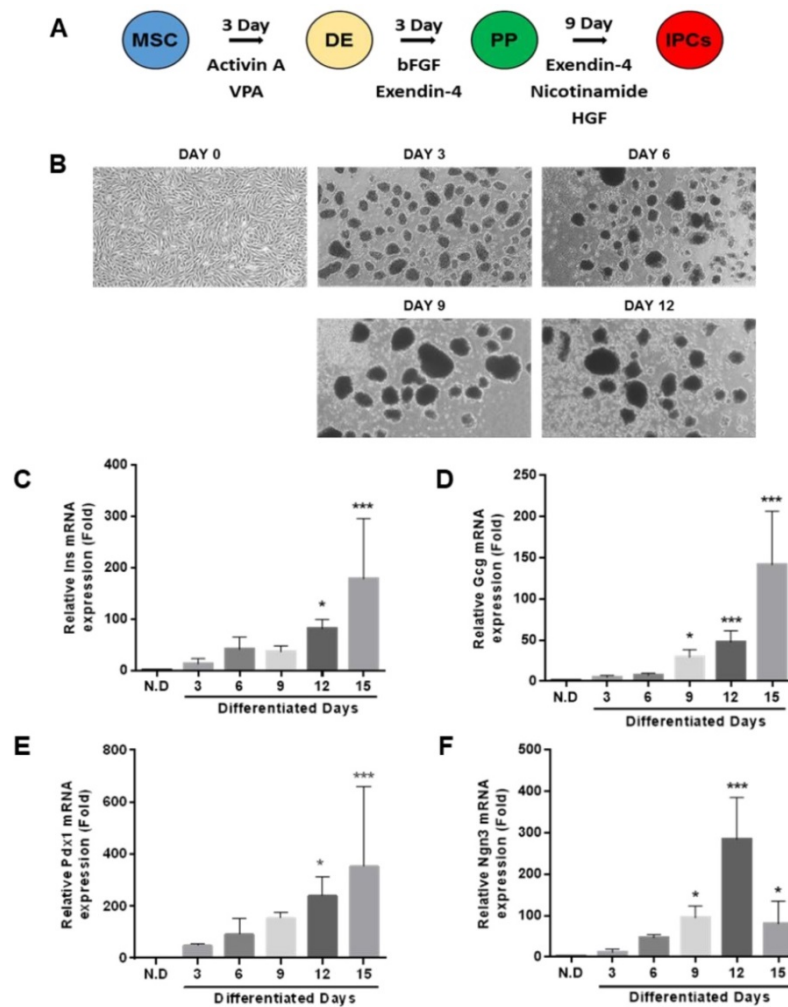 A
MSC
3 Day
Activin A
VPA
DE
3 Day
bFGF
Exendin-4
PP
9 Day
Exendin-4
Nicotinamide
HGF
IPCs
B
DAY 0
DAY 3
DAY 6
DAY 9
DAY 12
C
Relative Ins mRNA
expression (Fold)
400
300
200
100
0
*
***
N.D 3 6 9 12 15
Differentiated Days
D
Relative Gcg mRNA
expression (Fold)
250
200
150
100
50
0
*
***
***
N.D 3 6 9 12 15
Differentiated Days
E
Relative Pdx1 mRNA
expression (Fold)
800
600
400
200
0
*
***
N.D 3 6 9 12 15
Differentiated Days
F
Relative Ngn3 mRNA
expression (Fold)
500
400
300
200
100
0
*
***
*
N.D 3 6 9 12 15
Differentiated Days